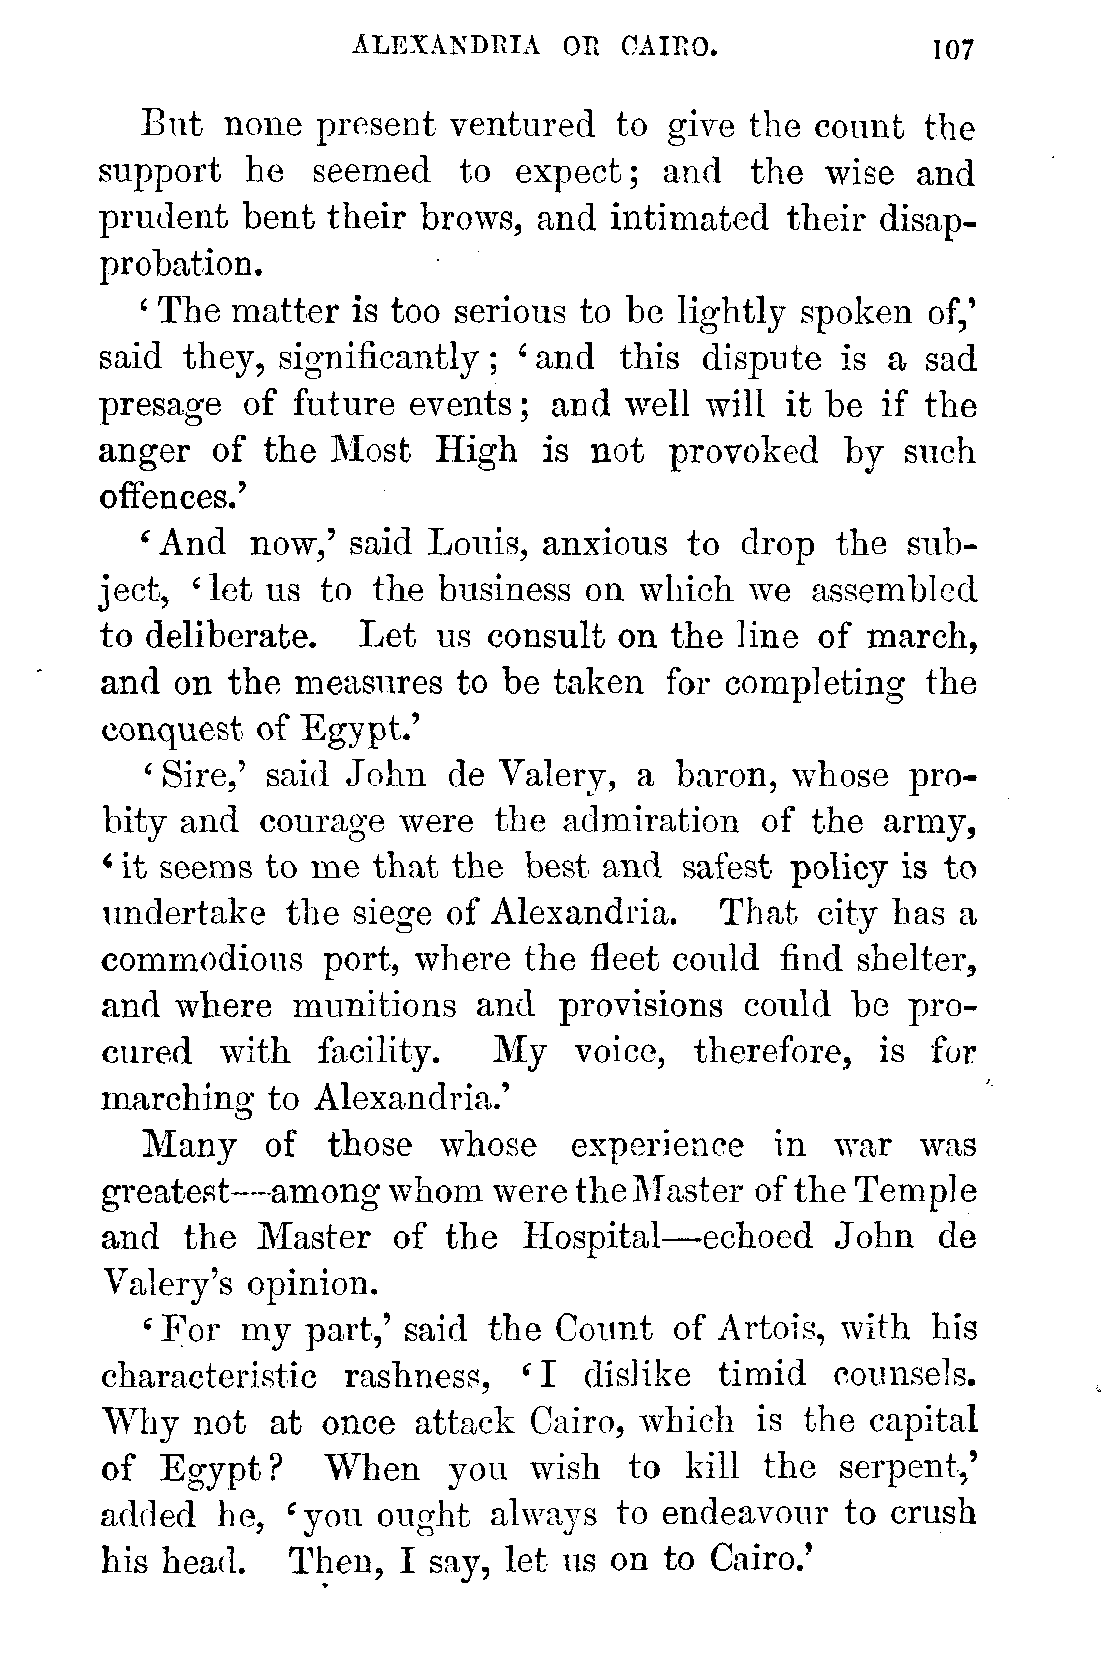 ALEXANDRIA OR CAIRO. 107
But none present ventured to give the count the
support he seemed to expect; and the wise and
prudent bent their brows, and intimated their disap-
probation.
‘The matter is too serious to be lightly spoken of,’
said they, significantly; ‘and this dispute is a sad
presage of future events; and well will it be if the
anger of the Most High is not provoked by such
offences.’
‘And now,’ said Louis, anxious to drop the sub-
ject, ‘let us to the business on which we assembled
to deliberate. Let us consult on the line of march,
and on the measures to be taken for completing the
conquest of Egypt.’
‘Sire,’ said John de Valery, a baron, whose pro-
bity and courage were the admiration of the army,
‘it seems to me that the best and safest policy is to
undertake the siege of Alexandria. That city has a
commodious port, where the fleet could find shelter,
and where munitions and provisions could be pro-
cured with facility. My voice, therefore, is for
marching to Alexandria.’
Many of those whose experience in war was
greatest—among whom were the Master of the Temple
and the Master of the Hospital—echoed John de
Valery’s opinion.
‘For my part,’ said the Count of Artois, with his
characteristic rashness, ‘I dislike timid counsels.
Why not at once attack Cairo, which is the capital
of Egypt? When you wish to kill the serpent,’
added he, ‘you ought always to endeavour to crush
his head. Then, I say, let us on to Cairo.’